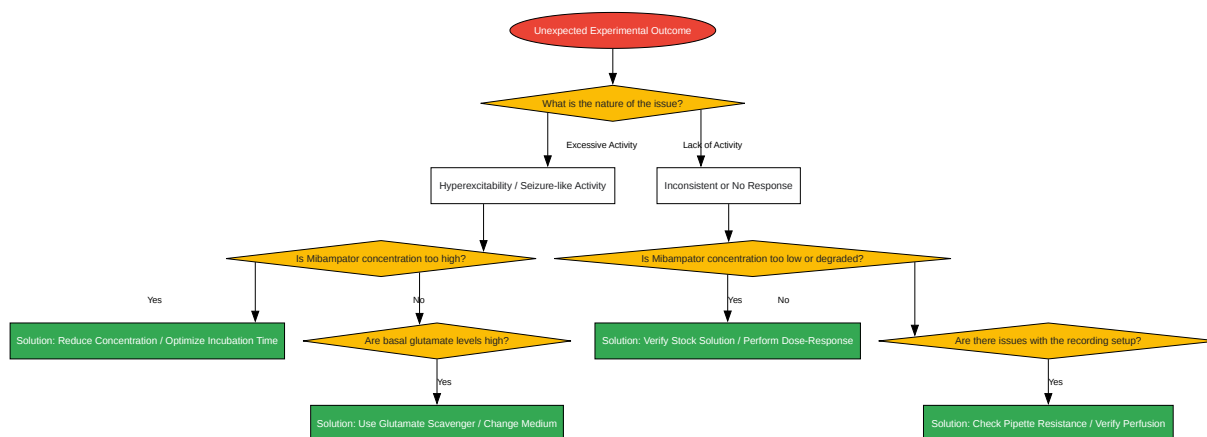 Unexpected Experimental Outcome
What is the nature of the issue?
Excessive Activity
Lack of Activity
Hyperexcitability / Seizure-like Activity
Inconsistent or No Response
Is Mibampator concentration too high?
Is Mibampator concentration too low or degraded?
Yes
No
Yes
No
Solution: Reduce Concentration / Optimize Incubation Time
Are basal glutamate levels high?
Solution: Verify Stock Solution / Perform Dose-Response
Are there issues with the recording setup?
Yes
Yes
Solution: Use Glutamate Scavenger / Change Medium
Solution: Check Pipette Resistance / Verify Perfusion